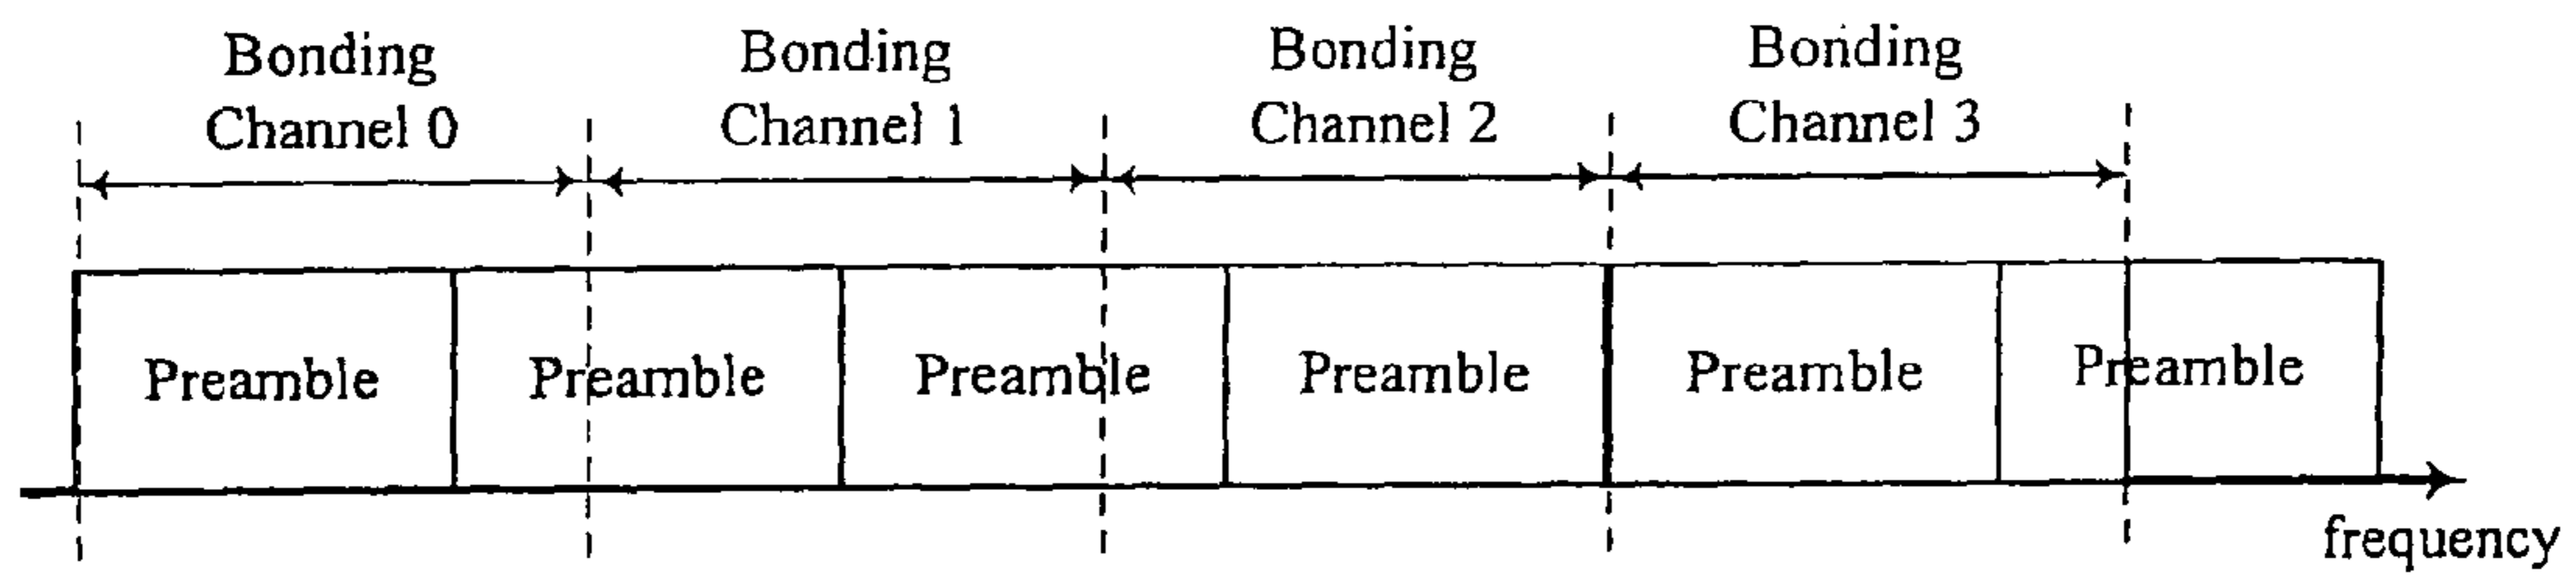 Bonding
Channel 0
Bonding
Channel 1
Bonding
Channel 2
Bonding
Channel 3
Preamble Preamble Preamble Preamble Preamble Preamble
frequency